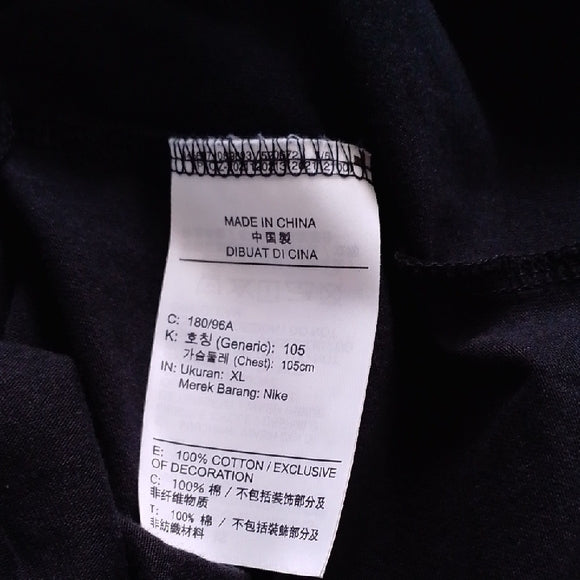 MADE IN CHINA
中国製
DIBUAT DI CINA
C: 180/96A
K: 호칭 (Generic): 105
가슴둘레 (Chest): 105cm
IN: Ukuran: XL
Merek Barang: Nike
E: 100% COTTON / EXCLUSIVE
OF DECORATION
C: 100% 棉 / 不包括装饰部分及
非纤维物质
T: 100% 棉 / 不包括裝飾部分及
非紡織材料